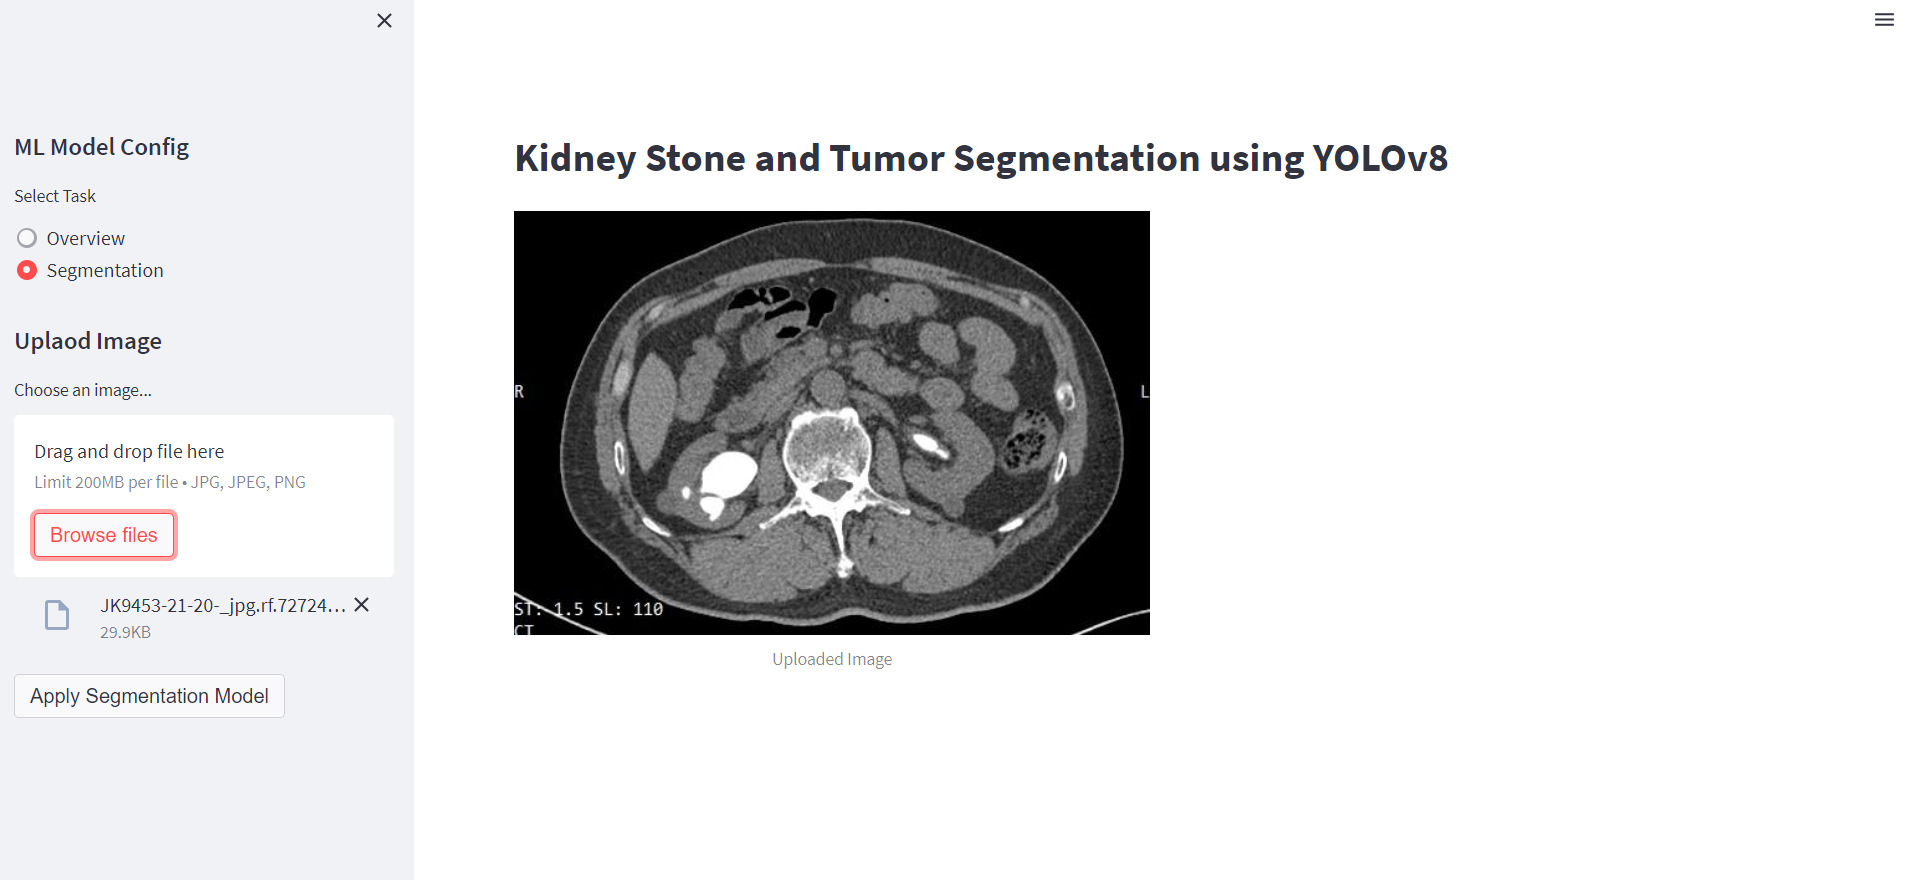 ML Model Config
Select Task
Overview
Segmentation
Uplaod Image
Choose an image...
Drag and drop file here
Limit 200MB per file • JPG, JPEG, PNG
Browse files
JK9453-21-20-_jpg.rf.72724...
29.9KB
Apply Segmentation Model
Kidney Stone and Tumor Segmentation using YOLOv8
R
L
ST: 1.5 SL: 110
CT
Uploaded Image